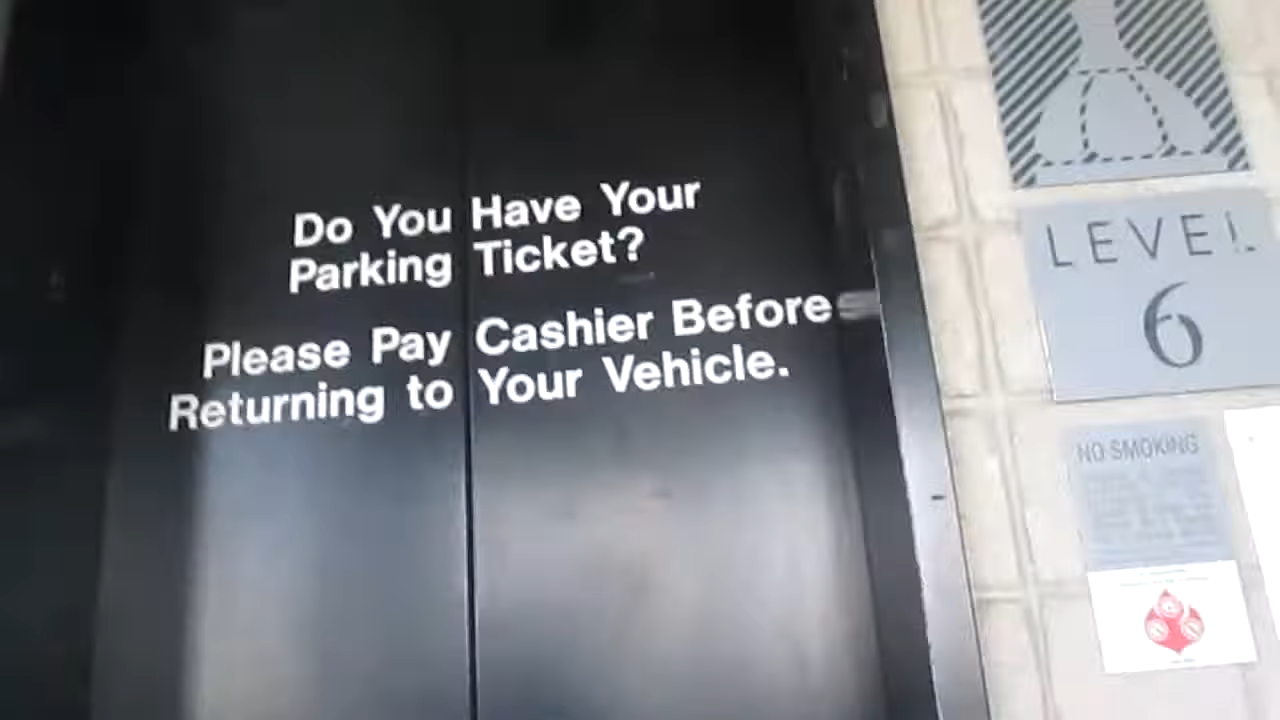 Do You Have Your
Parking Ticket?
Please Pay Cashier Before
Returning to Your Vehicle.
LEVEL
6
NO SMOKING